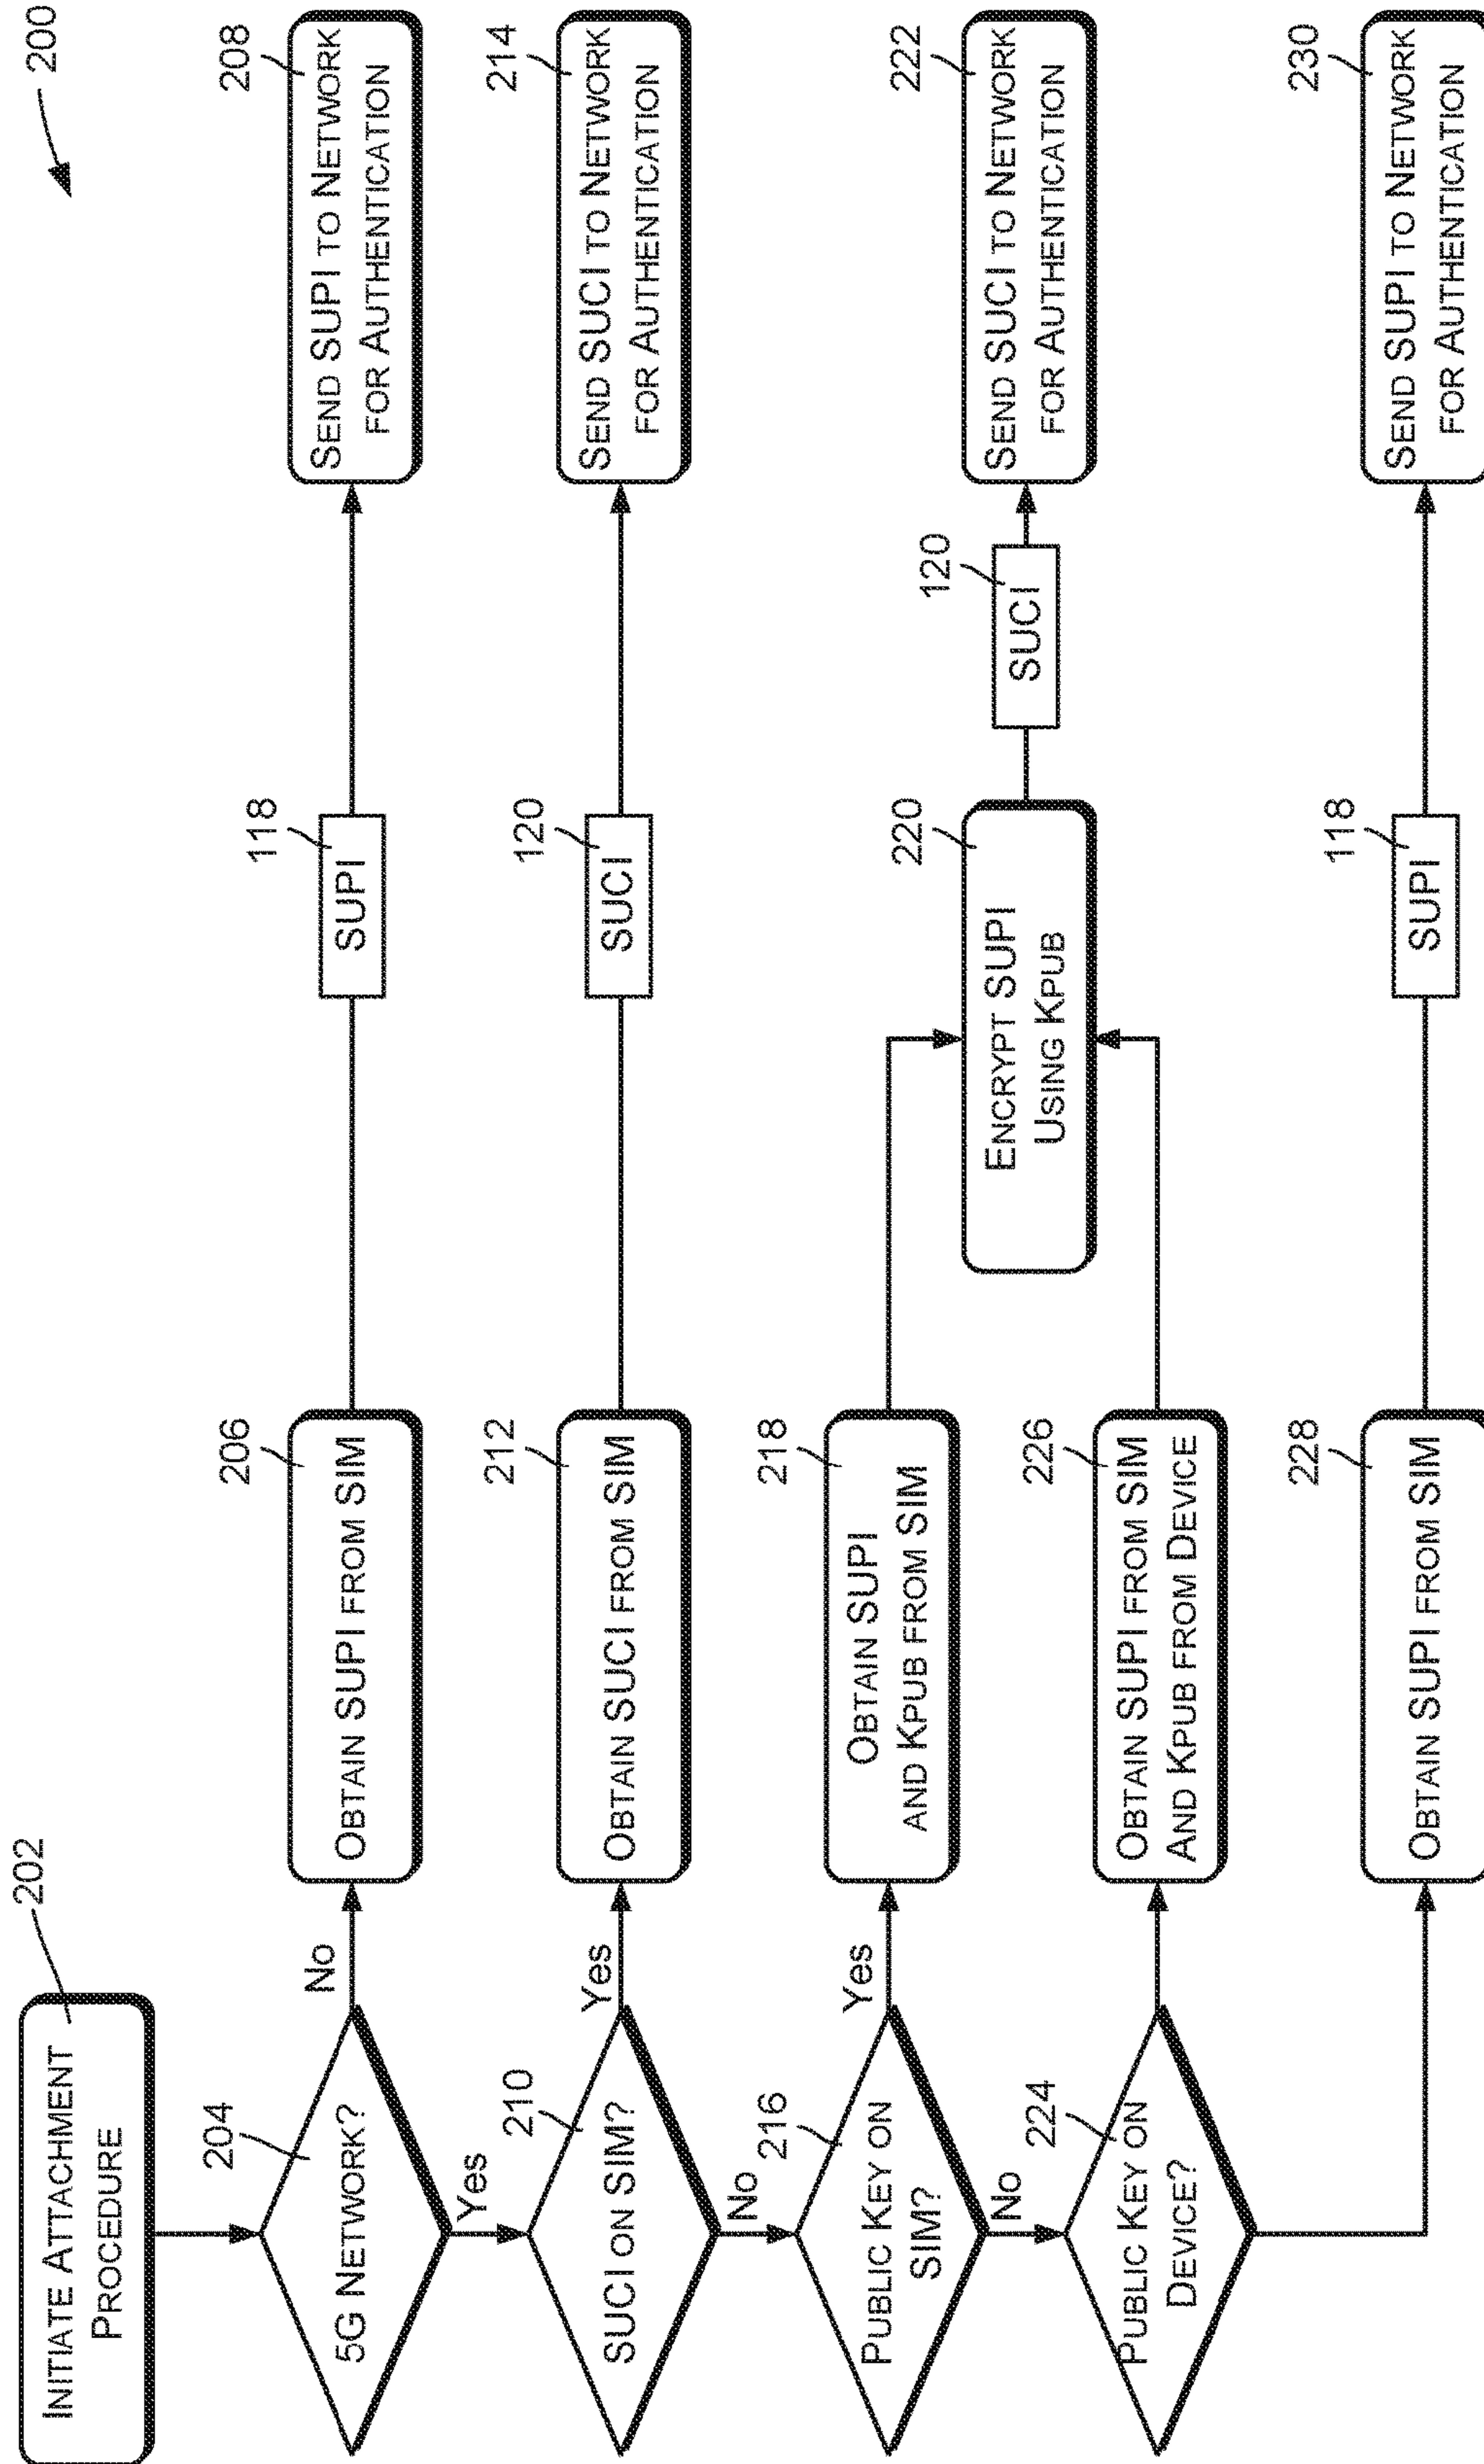 200
202
INITIATE ATTACHMENT
PROCEDURE
204
5G NETWORK?
No
Yes
206
OBTAIN SUPI FROM SIM
118
SUPI
208
SEND SUPI TO NETWORK
FOR AUTHENTICATION
210
SUCI ON SIM?
Yes
No
212
OBTAIN SUCI FROM SIM
120
SUCI
214
SEND SUCI TO NETWORK
FOR AUTHENTICATION
216
PUBLIC KEY ON
SIM?
Yes
No
218
OBTAIN SUPI
AND KPUB FROM SIM
220
ENCRYPT SUPI
USING KPUB
120
SUCI
222
SEND SUCI TO NETWORK
FOR AUTHENTICATION
224
PUBLIC KEY ON
DEVICE?
226
OBTAIN SUPI FROM SIM
AND KPUB FROM DEVICE
228
OBTAIN SUPI FROM SIM
118
SUPI
230
SEND SUPI TO NETWORK
FOR AUTHENTICATION